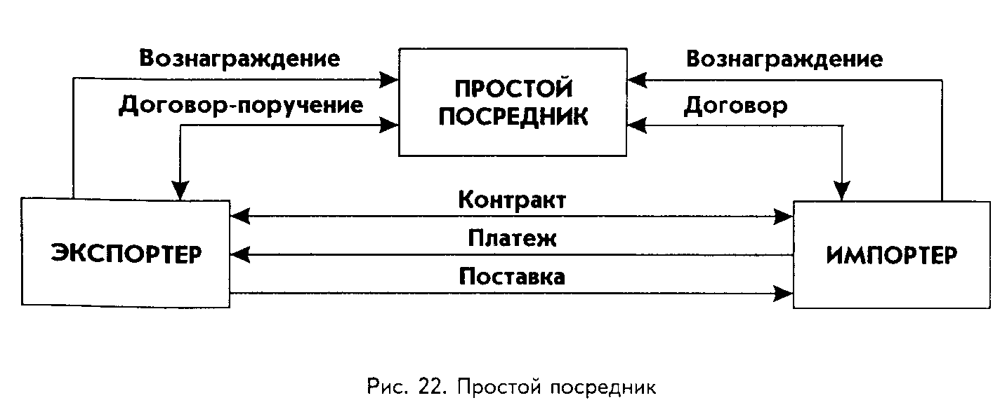 Вознаграждение
Вознаграждение
ПРОСТОЙ
ПОСРЕДНИК
Договор-поручение
Договор
Контракт
Платеж
Поставка
ЭКСПОРТЕР
ИМПОРТЕР
Рис. 22. Простой посредник